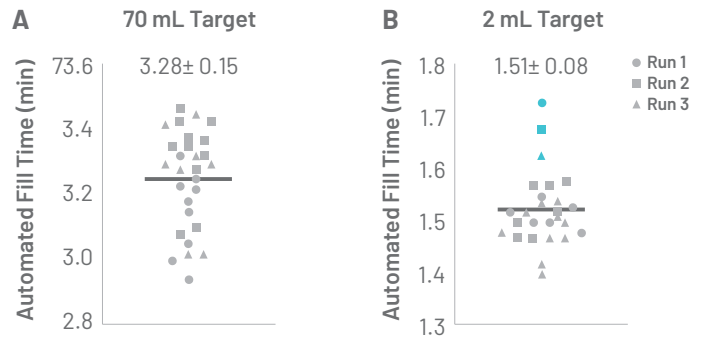 A
70 mL Target
Automated Fill Time (min)
73.6
3.4
3.2
3.0
2.8
3.28± 0.15
B
2 mL Target
Automated Fill Time (min)
1.8
1.7
1.6
1.5
1.4
1.3
1.51± 0.08
Run 1
Run 2
Run 3